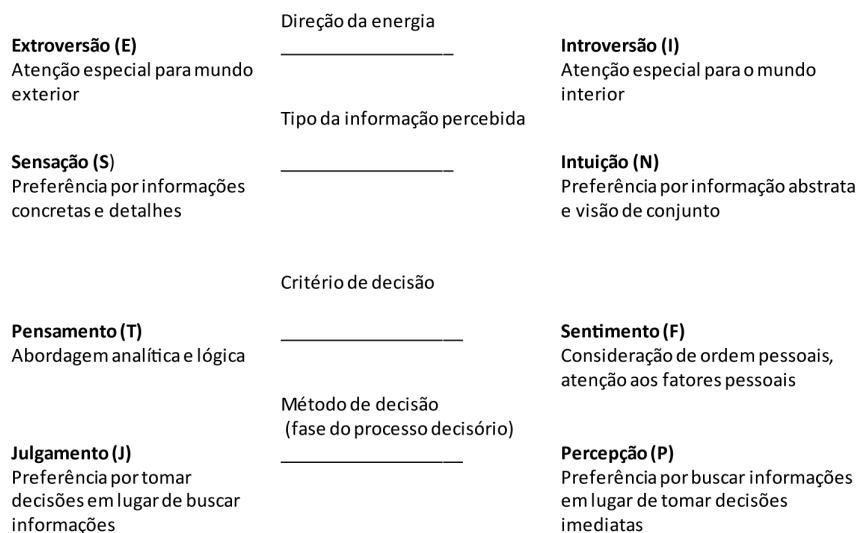 Direção da energia
Extroversão (E)
Atenção especial para mundo
exterior
____________________
Introversão (I)
Atenção especial para o mundo
interior
Tipo da informação percebida
Sensação (S)
Preferência por informações
concretas e detalhes
____________________
Intuição (N)
Preferência por informação abstrata
e visão de conjunto
Critério de decisão
Pensamento (T)
Abordagem analítica e lógica
_____________________
Sentimento (F)
Consideração de ordem pessoais,
atenção aos fatores pessoais
Método de decisão
(fase do processo decisório)
Julgamento (J)
Preferência por tomar
decisões em lugar de buscar
informações
_____________________
Percepção (P)
Preferência por buscar informações
em lugar de tomar decisões
imediatas